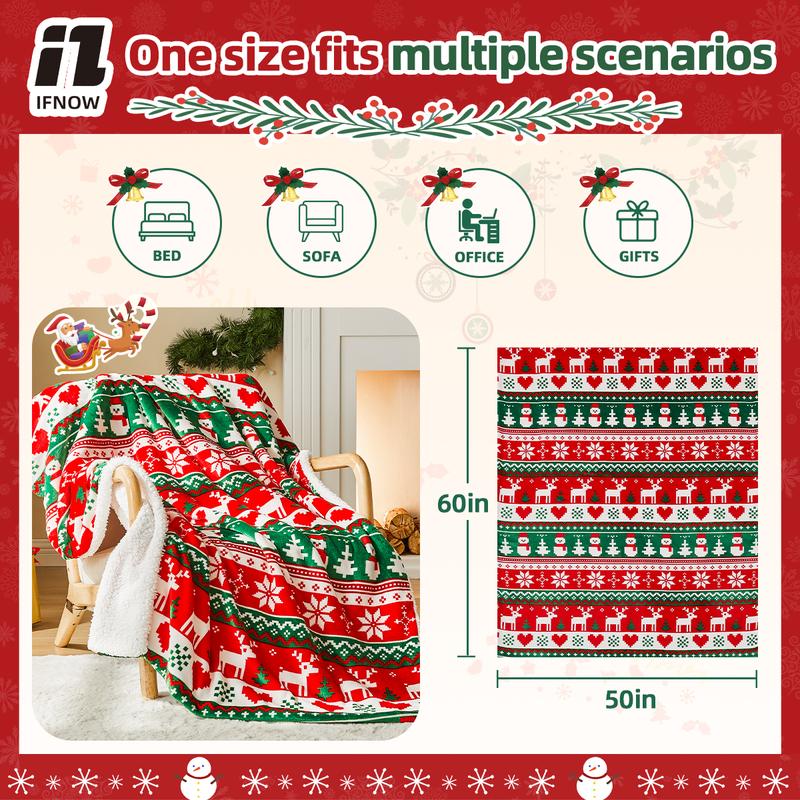 IFNOW
One size fits multiple scenarios
BED
SOFA
OFFICE
GIFTS
60in
50in